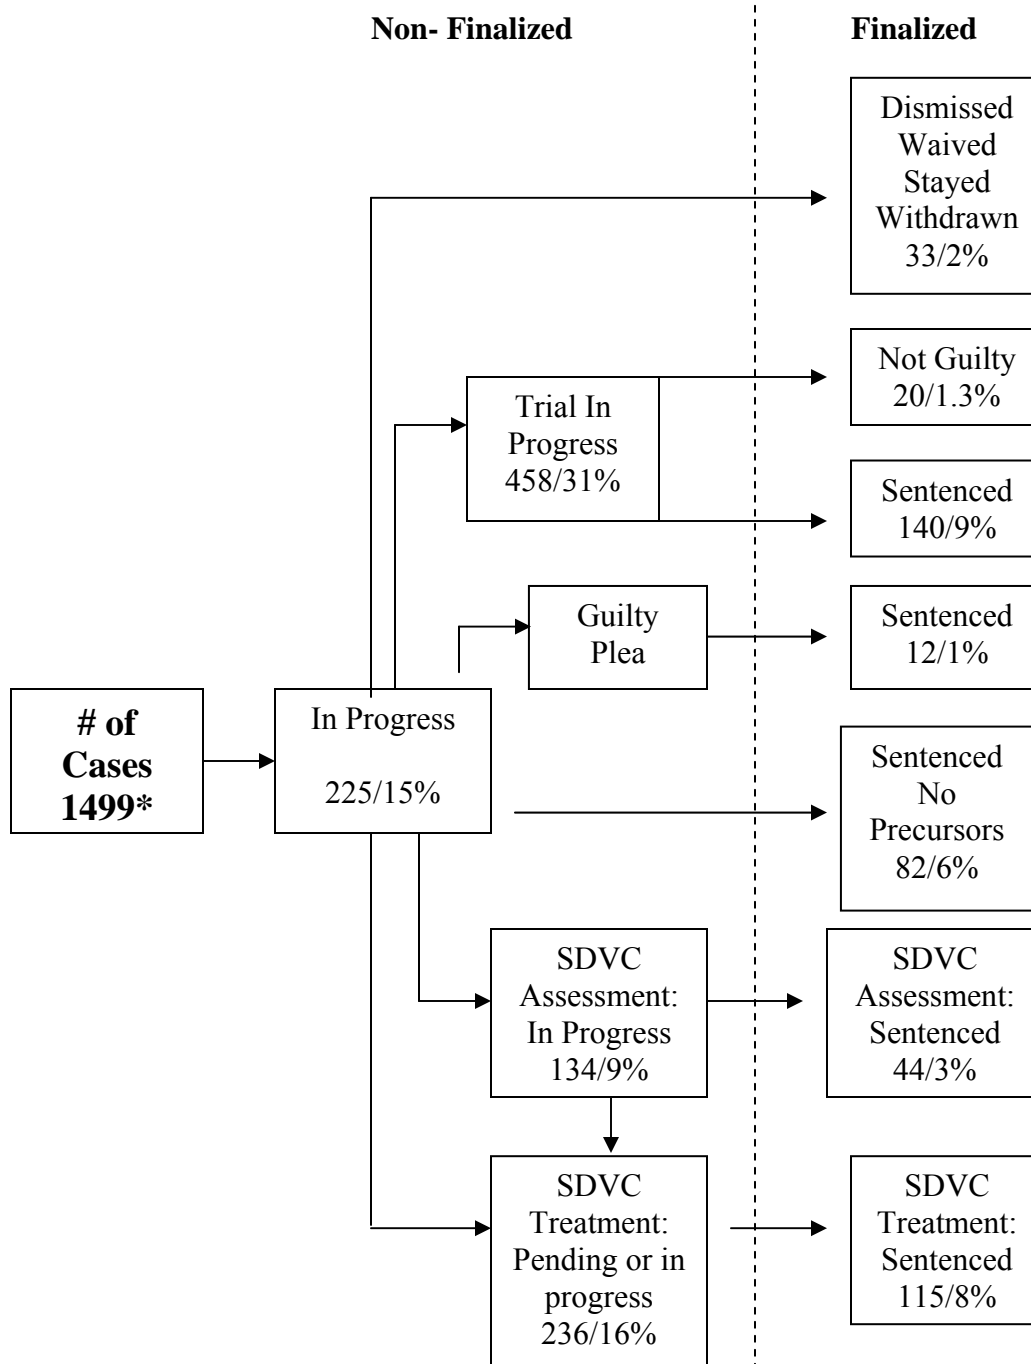 Non- Finalized
Finalized
Dismissed
Waived
Stayed
Withdrawn
33/2%
Not Guilty
20/1.3%
Trial In
Progress
458/31%
Sentenced
140/9%
Guilty
Plea
Sentenced
12/1%
# of
Cases
1499*
In Progress
225/15%
Sentenced
No
Precursors
82/6%
SDVC
Assessment:
In Progress
134/9%
SDVC
Assessment:
Sentenced
44/3%
SDVC
Treatment:
Pending or in
progress
236/16%
SDVC
Treatment:
Sentenced
115/8%